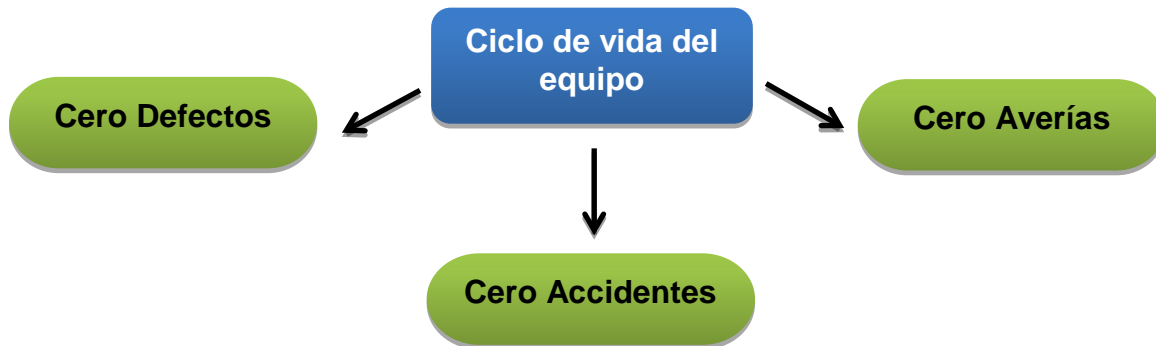 Ciclo de vida del
equipo
Cero Defectos
Cero Averías
Cero Accidentes